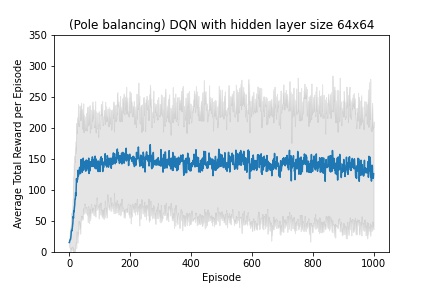 (Pole balancing) DQN with hidden layer size 64x64
350
300
250
200
150
100
50
0
Average Total Reward per Episode
0 200 400 600 800 1000
Episode